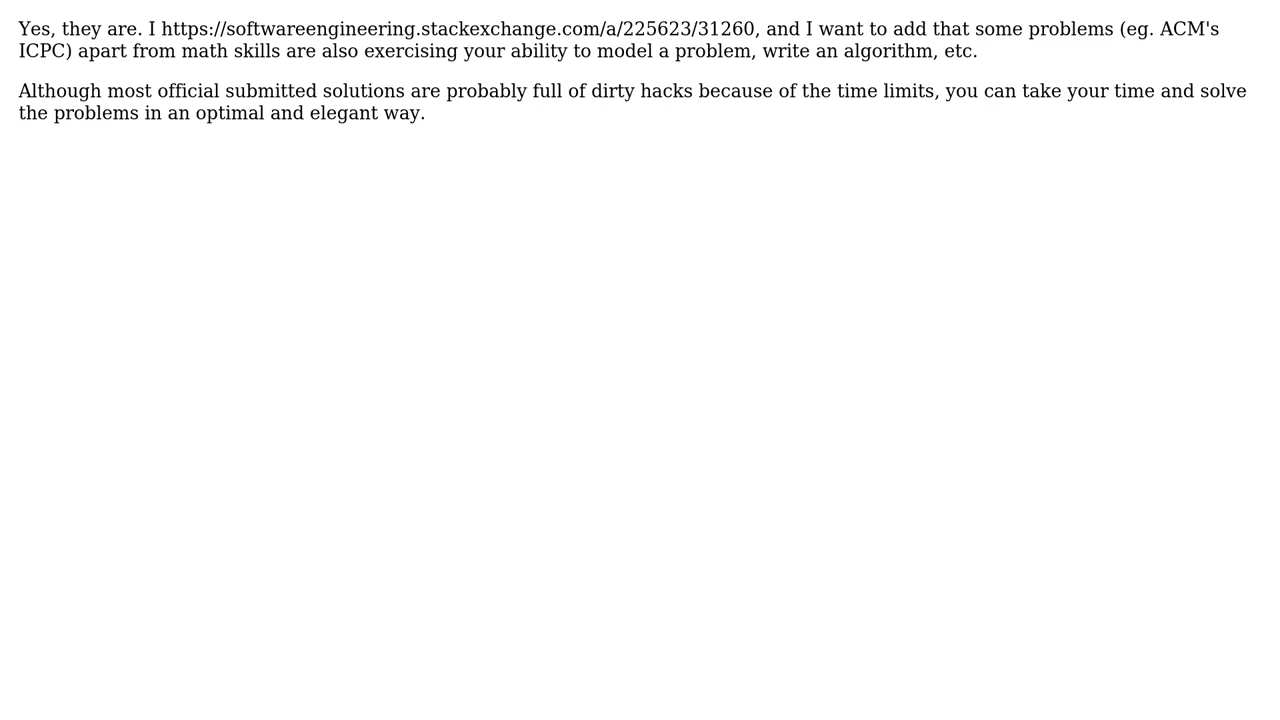 Yes, they are. I https://softwareengineering.stackexchange.com/a/225623/31260, and I want to add that some problems (eg. ACM's
ICPC) apart from math skills are also exercising your ability to model a problem, write an algorithm, etc.
Although most official submitted solutions are probably full of dirty hacks because of the time limits, you can take your time and solve
the problems in an optimal and elegant way.